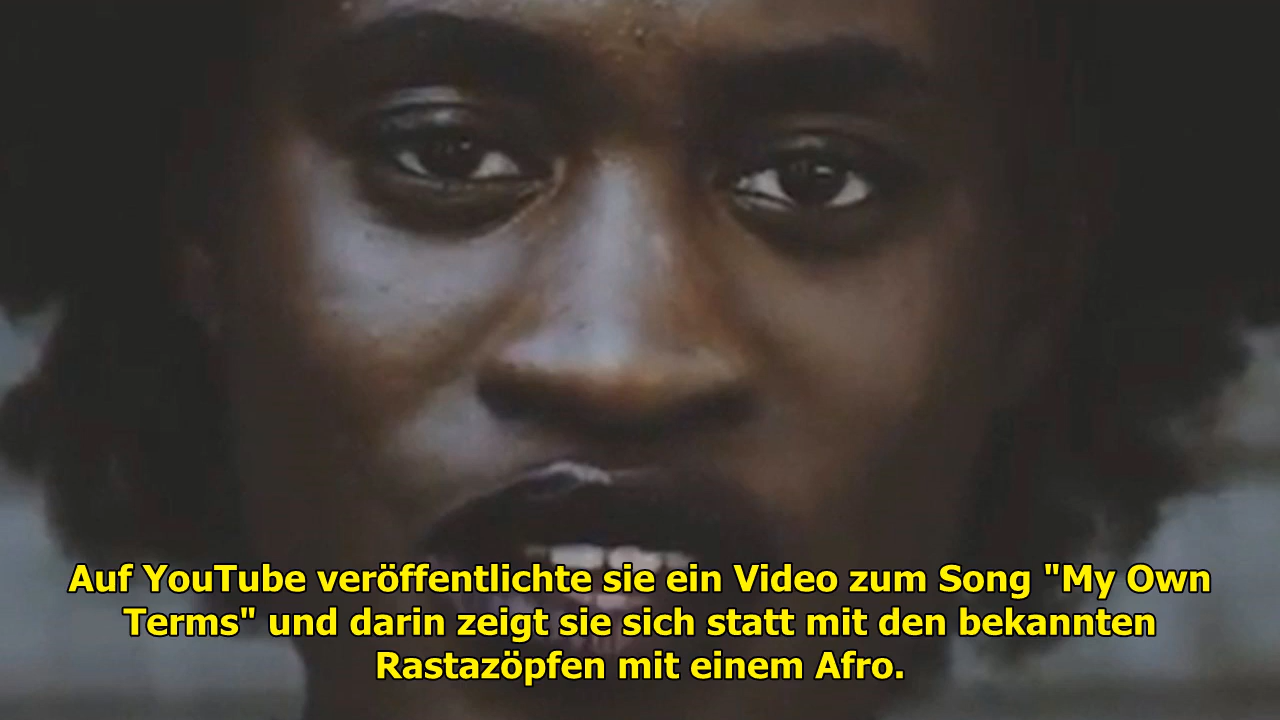 Auf YouTube veröffentlichte sie ein Video zum Song "My Own
Terms" und darin zeigt sie sich statt mit den bekannten
Rastazöpfen mit einem Afro.